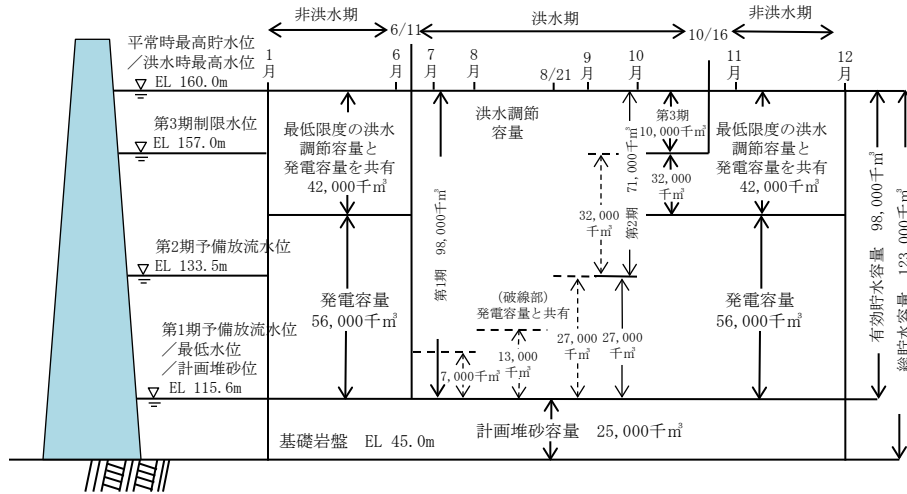 非洪水期
6/11
洪水期
10/16
非洪水期
平常時最高貯水位
/洪水時最高水位
EL 160.0m
1月
6月
7月
8月
8/21
9月
10月
11月
12月
第3期制限水位
EL 157.0m
最低限度の洪水
調節容量と
発電容量を共有
42,000千㎥
洪水調節
容量
第3期
10,000千㎥
32,000
千㎥
最低限度の洪水
調節容量と
発電容量を共有
42,000千㎥
第1期 98,000千㎥
32,000
千㎥
第2期 71,000千㎥
第2期予備放流水位
EL 133.5m
発電容量
56,000千㎥
(破線部)
発電容量と共有
7,000千㎥
13,000
千㎥
27,000
千㎥
27,000
千㎥
発電容量
56,000千㎥
有効貯水容量 98,000千㎥
総貯水容量 123,000千㎥
第1期予備放流水位
/最低水位
/計画堆砂位
EL 115.6m
計画堆砂容量 25,000千㎥
基礎岩盤 EL 45.0m